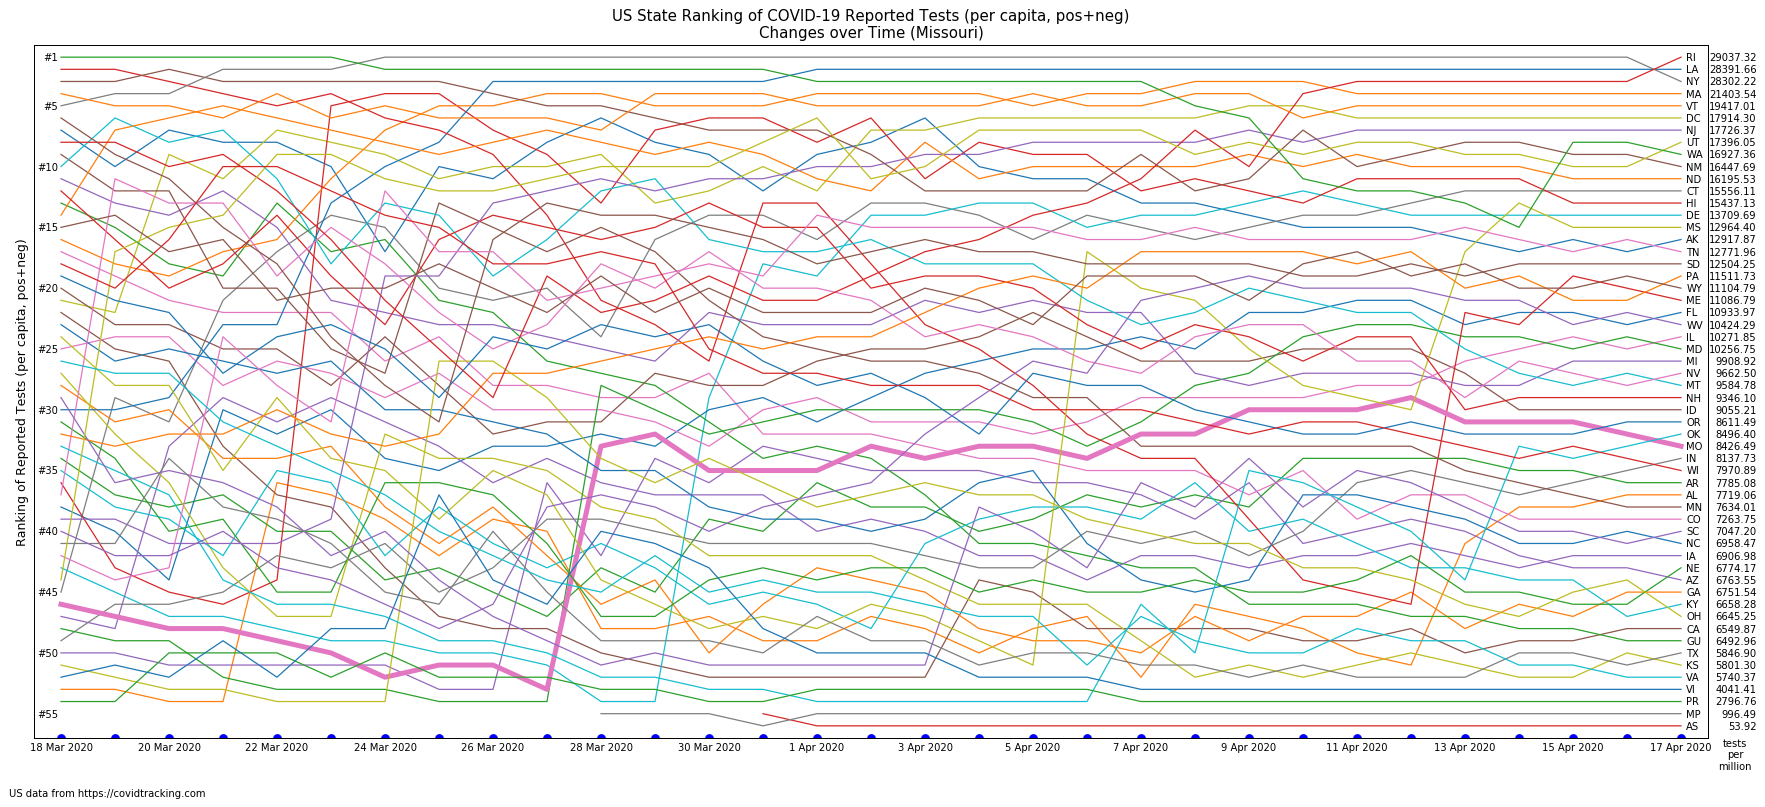 US State Ranking of COVID-19 Reported Tests (per capita, pos+neg)
Changes over Time (Missouri)
Ranking of Reported Tests (per capita, pos+neg)
#1
#5
#10
#15
#20
#25
#30
#35
#40
#45
#50
#55
RI 29037.32
LA 28391.66
NY 28302.22
MA 21403.54
VT 19417.01
DC 17914.30
NJ 17726.37
UT 17396.05
WA 16927.36
NM 16447.69
ND 16195.53
CT 15556.11
HI 15437.13
DE 13709.69
MS 12964.40
AK 12917.87
TN 12771.96
SD 12504.25
PA 11511.73
WY 11104.79
ME 11086.79
FL 10933.97
WV 10424.29
IL 10271.85
MD 10256.75
MI 9908.92
NV 9662.50
MT 9584.78
NH 9346.10
ID 9055.21
OR 8611.49
OK 8496.40
MO 8426.49
IN 8137.73
WI 7970.89
AR 7785.08
AL 7719.06
MN 7634.01
CO 7263.75
SC 7047.20
NC 6958.47
IA 6906.98
NE 6774.17
AZ 6763.55
GA 6751.54
KY 6658.28
OH 6645.25
CA 6549.87
GU 6492.96
TX 5846.90
KS 5801.30
VA 5740.37
VI 4041.41
PR 2796.76
MP 996.49
AS 53.92
18 Mar 2020 20 Mar 2020 22 Mar 2020 24 Mar 2020 26 Mar 2020 28 Mar 2020 30 Mar 2020 1 Apr 2020 3 Apr 2020 5 Apr 2020 7 Apr 2020 9 Apr 2020 11 Apr 2020 13 Apr 2020 15 Apr 2020 17 Apr 2020
tests
per
million
US data from https://covidtracking.com